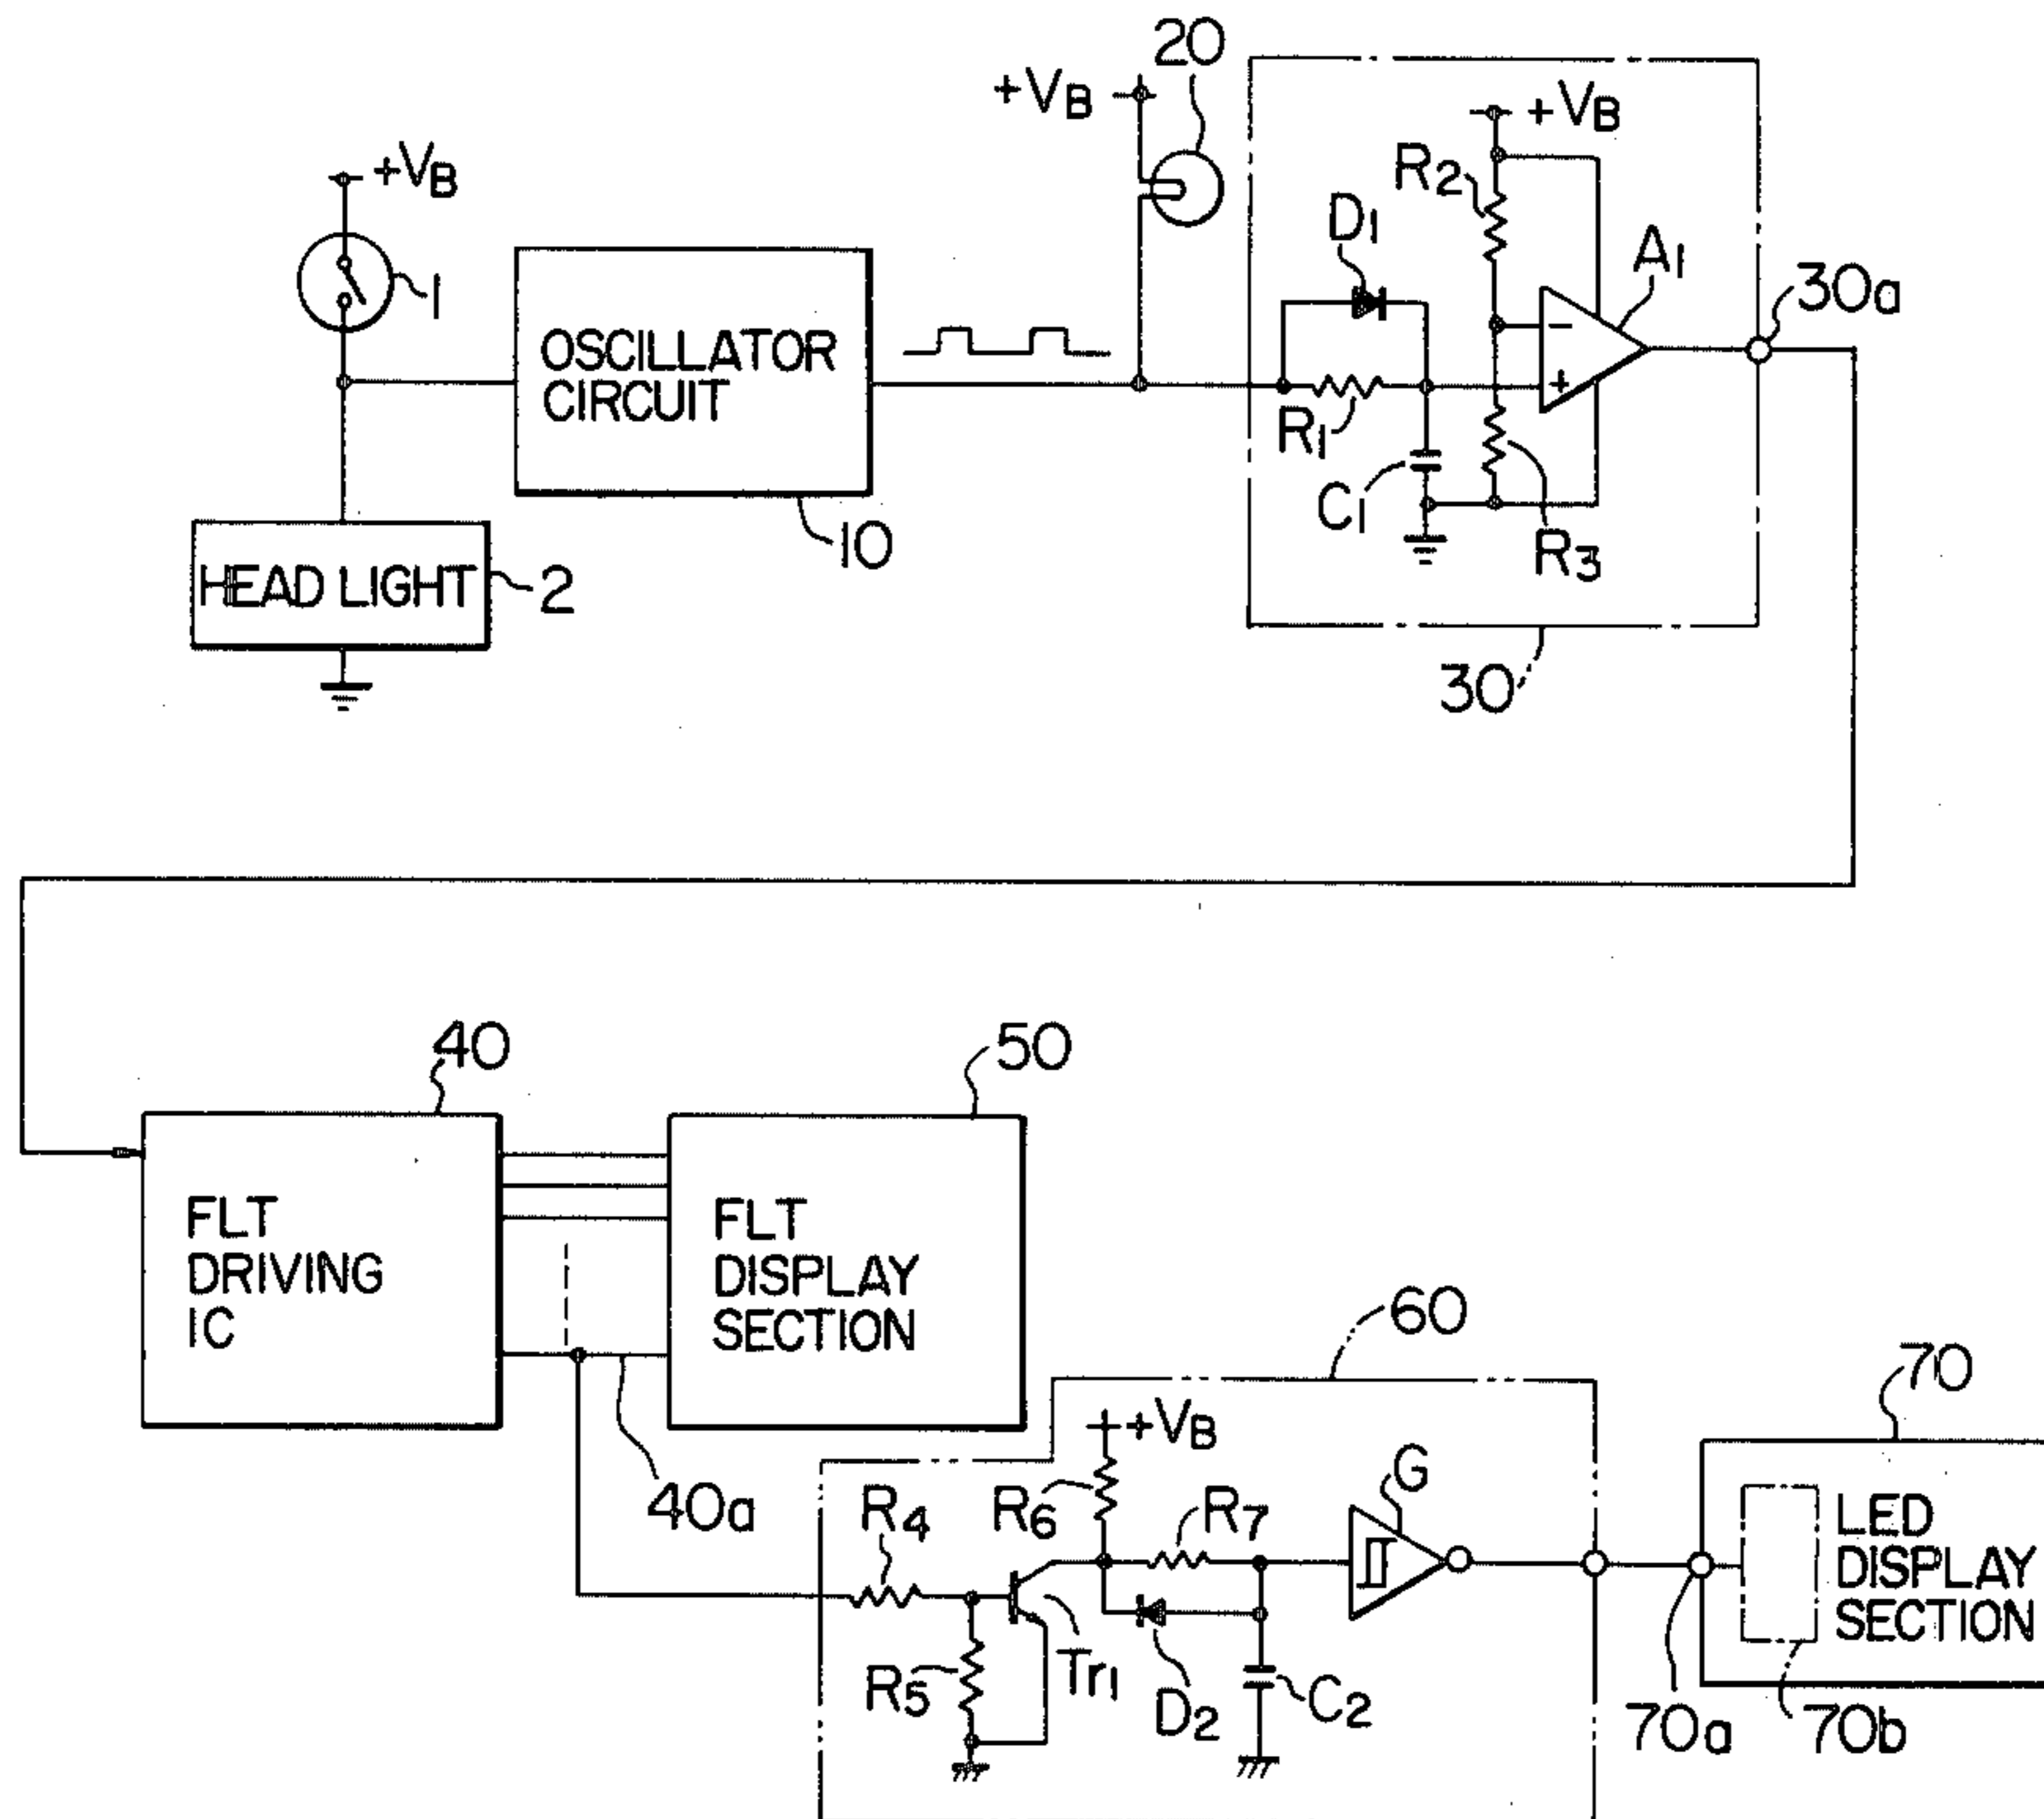 20
+VB
+VB
+VB
R2
D1
A1
30a
1
OSCILLATOR
CIRCUIT
−
+
R1
C1
R3
10
HEAD LIGHT
2
30
40
50
FLT
DRIVING
IC
FLT
DISPLAY
SECTION
60
70
+VB
40a
R4
R6
R7
G
LED
DISPLAY
SECTION
R5
Tr1
D2
C2
70a
70b